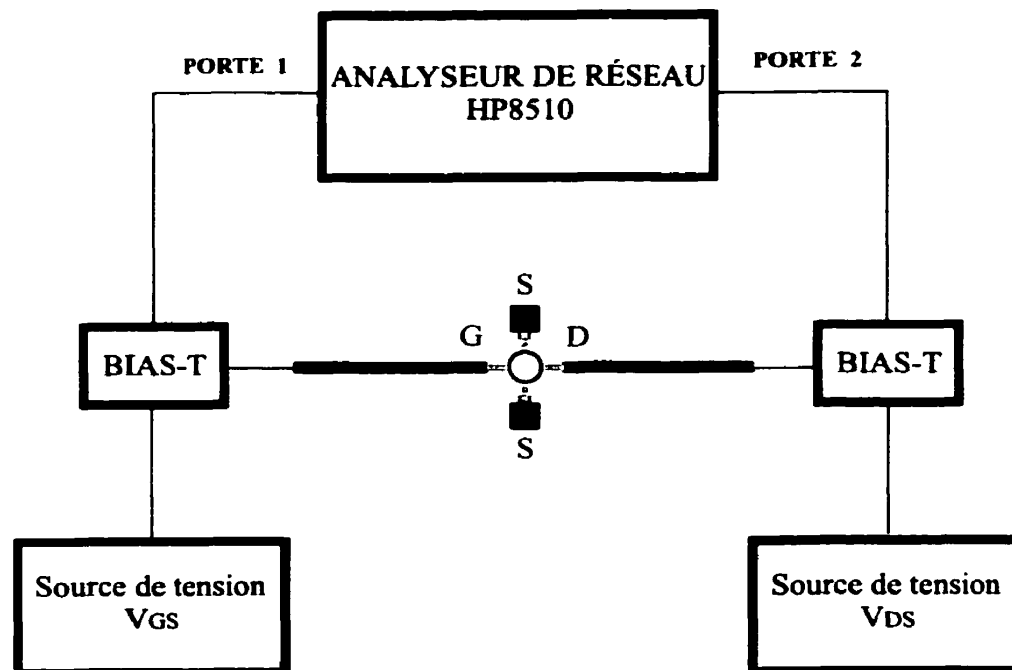 PORTE 1
ANALYSEUR DE RÉSEAU
HP8510
PORTE 2
S
G
D
BIAS-T
BIAS-T
S
Source de tension
VGS
Source de tension
VDS